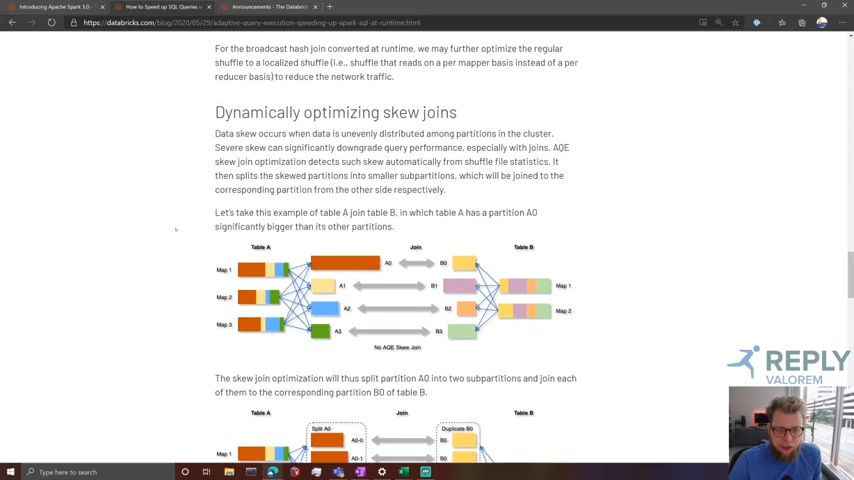 Introducing Apache Spark 3.0 -
How to Speed up SQL Queries w
Announcements - The Databric
https://databricks.com/blog/2020/05/29/adaptive-query-execution-speeding-up-spark-sql-at-runtime.html
For the broadcast hash join converted at runtime, we may further optimize the regular
shuffle to a localized shuffle (i.e., shuffle that reads on a per mapper basis instead of a per
reducer basis) to reduce the network traffic.
Dynamically optimizing skew joins
Data skew occurs when data is unevenly distributed among partitions in the cluster.
Severe skew can significantly downgrade query performance, especially with joins. AQE
skew join optimization detects such skew automatically from shuffle file statistics. It
then splits the skewed partitions into smaller subpartitions, which will be joined to the
corresponding partition from the other side respectively.
Let's take this example of table A join table B, in which table A has a partition A0
significantly bigger than its other partitions.
Table A Join Table B
Map 1 A0 B0
A1 B1 Map 1
Map 2
A2 B2 Map 2
Map 3 A3 B3
No AQE Skew Join
The skew join optimization will thus split partition A0 into two subpartitions and join each
of them to the corresponding partition B0 of table B.
Table A Join Table B
Split A0 Duplicate B0
A0-0 B0
Map 1 A0-1 B0
REPLY
VALOREM
Type here to search